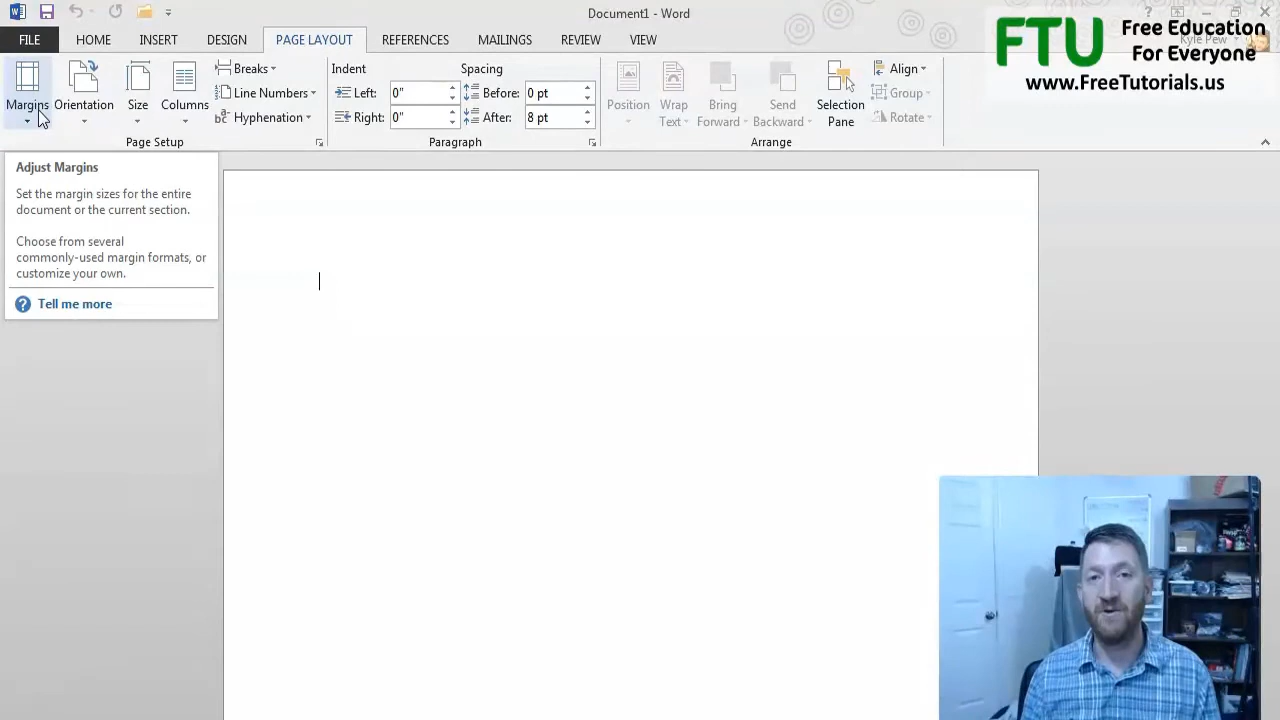 Document1 - Word
FTU Free Education
For Everyone
www.FreeTutorials.us
Kyle Pew
FILE HOME INSERT DESIGN PAGE LAYOUT REFERENCES REVIEW VIEW
Margins Orientation Size Columns
Breaks
Line Numbers
Hyphenation
Page Setup
Indent Spacing
Left: 0" Before: 0 pt
Right: 0" After: 8 pt
Paragraph
Position Wrap Text Bring Forward Send Backward Selection Pane
Align
Group
Rotate
Arrange
Adjust Margins
Set the margin sizes for the entire
document or the current section.
Choose from several
commonly-used margin formats, or
customize your own.
? Tell me more